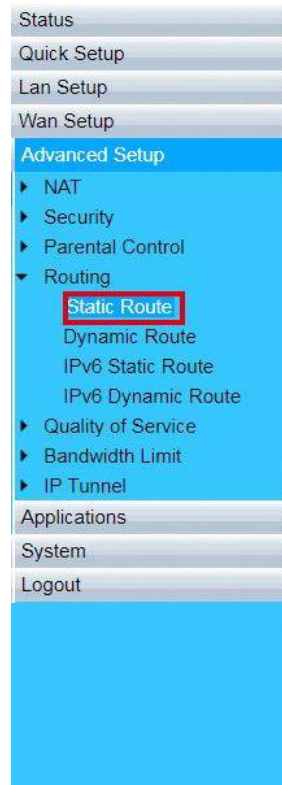 Status
Quick Setup
Lan Setup
Wan Setup
Advanced Setup
NAT
Security
Parental Control
Routing
Static Route
Dynamic Route
IPv6 Static Route
IPv6 Dynamic Route
Quality of Service
Bandwidth Limit
IP Tunnel
Applications
System
Logout